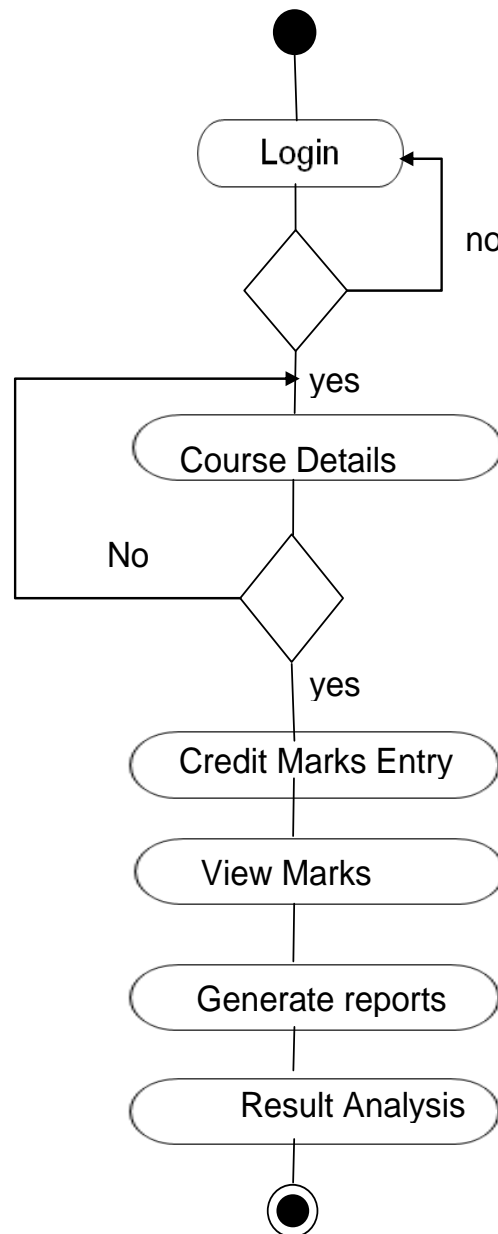 Login
no
yes
Course Details
No
yes
Credit Marks Entry
View Marks
Generate reports
Result Analysis